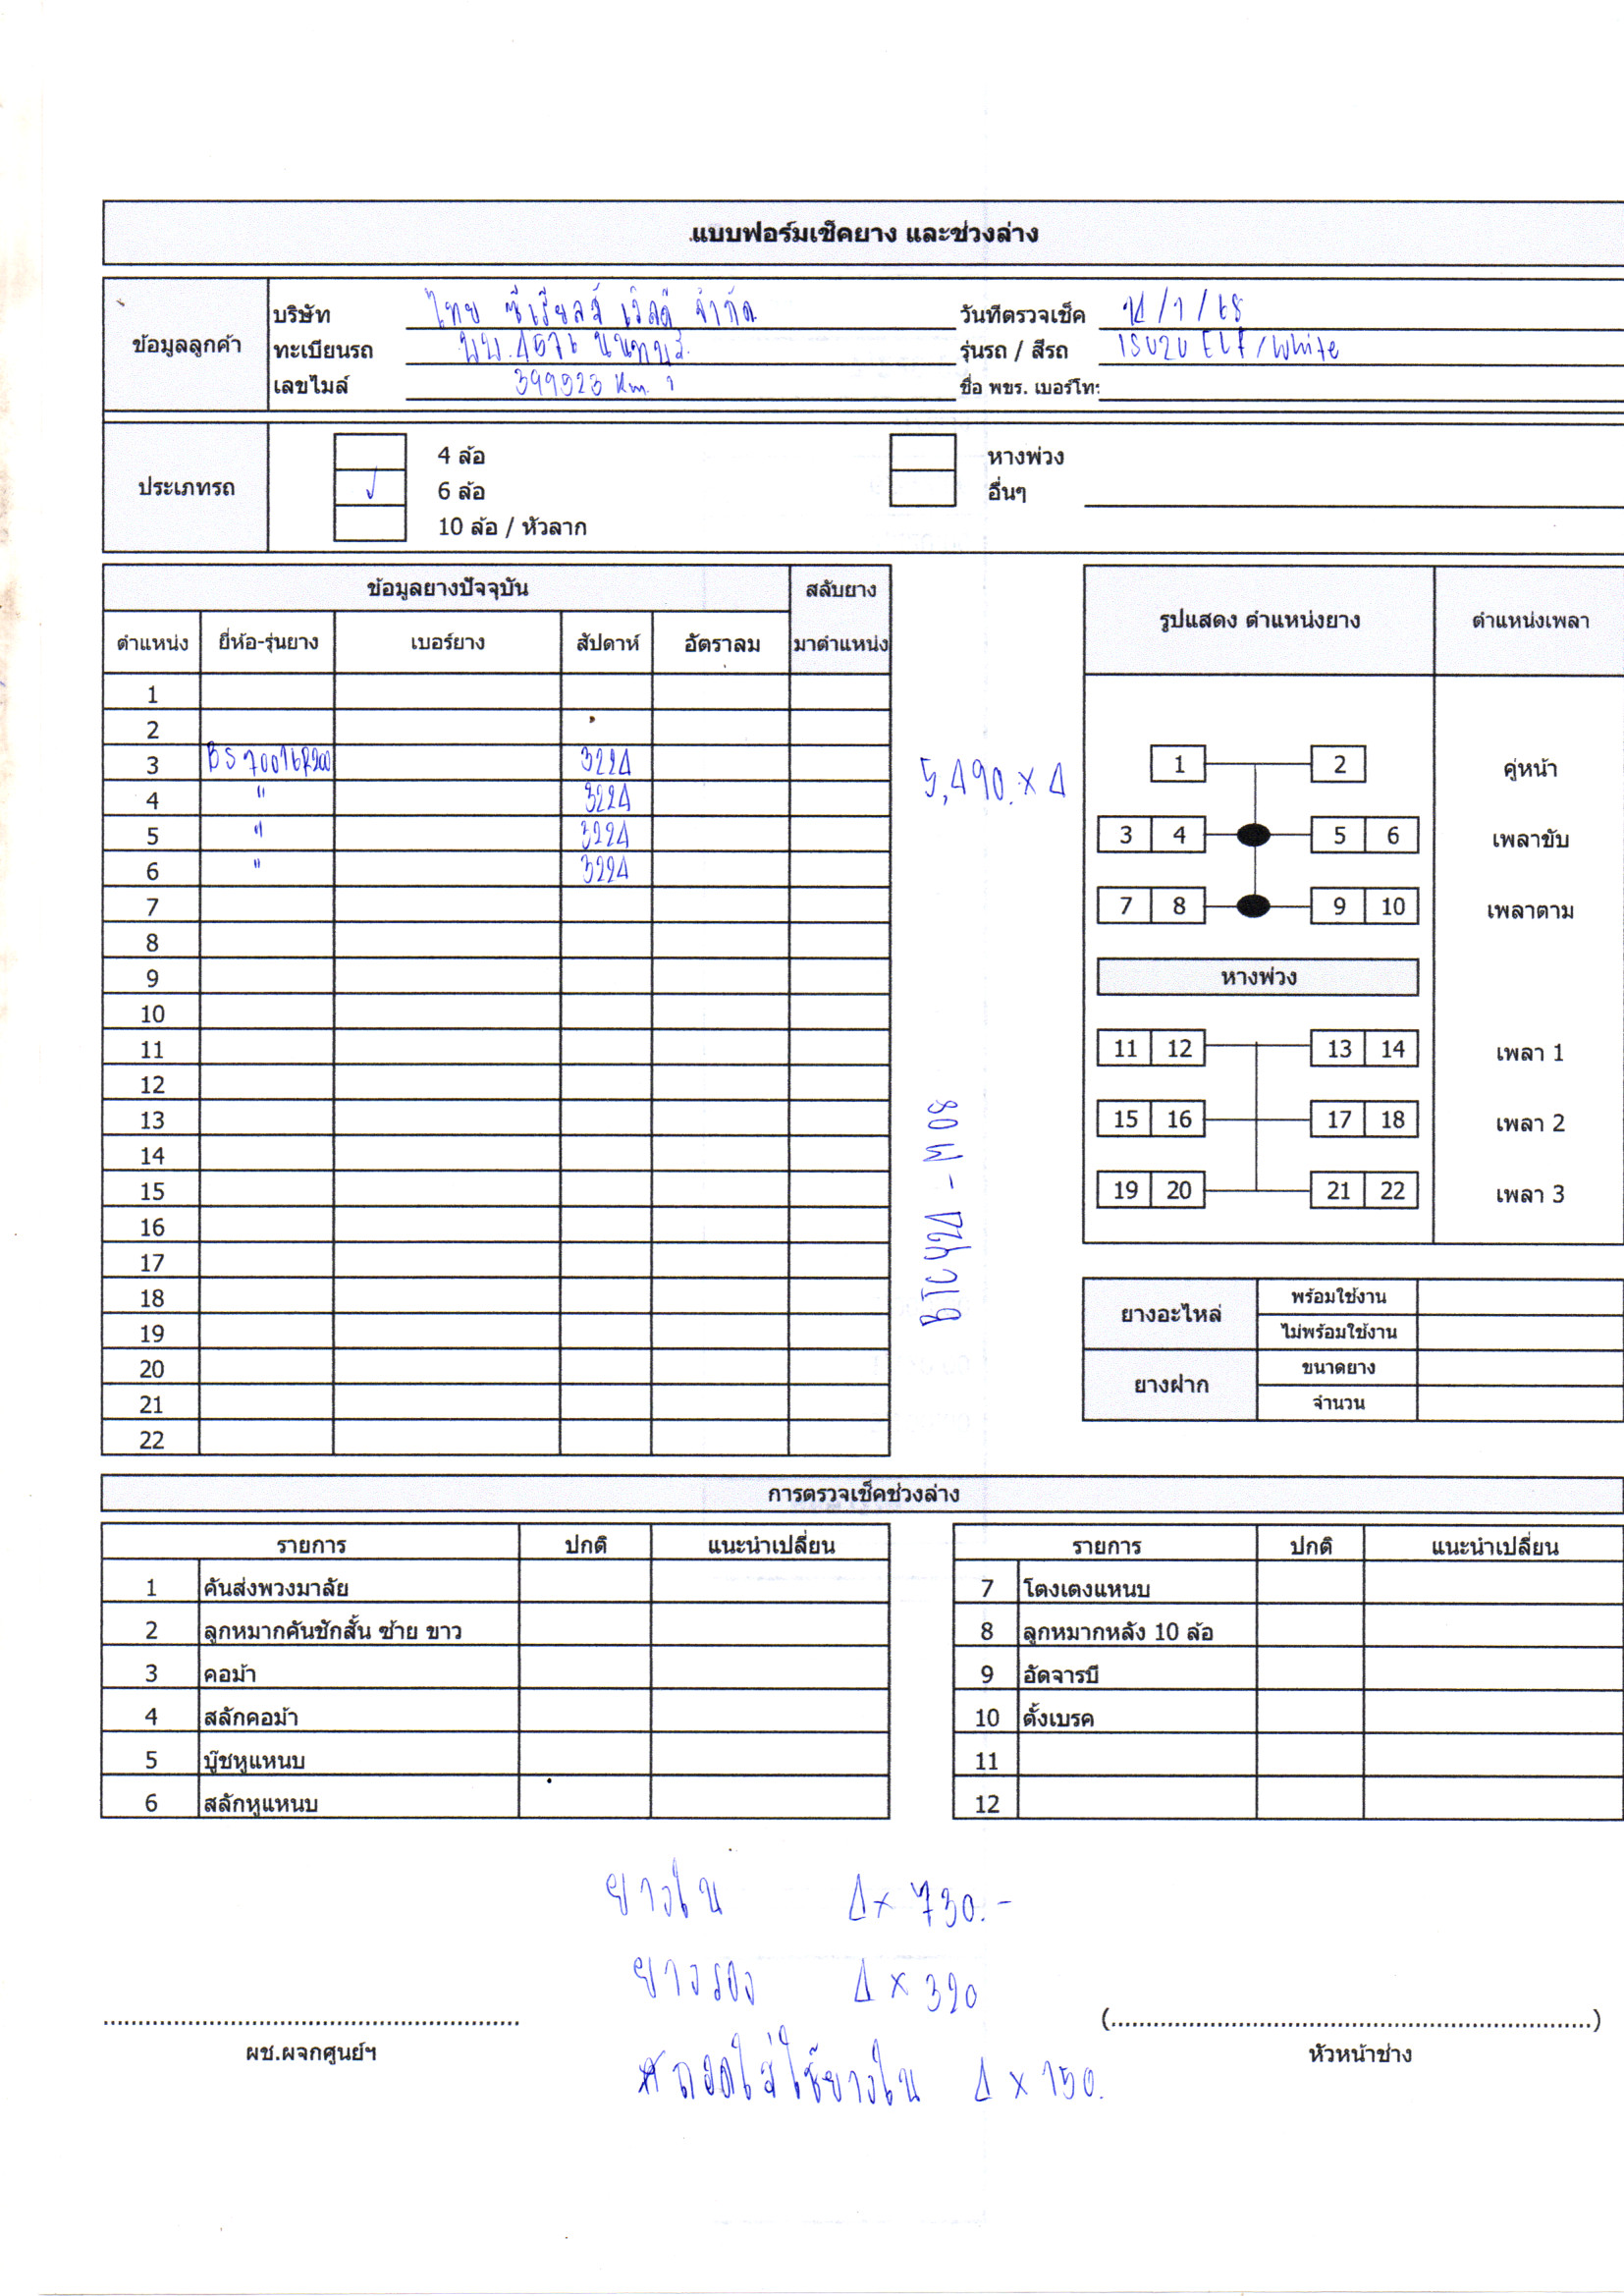 แบบฟอร์มเช็คยาง และช่วงล่าง
ข้อมูลลูกค้า
บริษัท ไทย ซีเรียลส์ เวิลด์ จำกัด
วันทีตรวจเช็ค 14/1/68
ทะเบียนรถ นนทบุรี
รุ่นรถ / สีรถ ISUZU ELF/White
เลขไมล์ 399923 Km.
ชื่อ พขร. เบอร์โท:
ประเภทรถ
4 ล้อ
✓ 6 ล้อ
10 ล้อ / หัวลาก
หางพ่วง
อื่นๆ
ข้อมูลยางปัจจุบัน สลับยาง
ตำแหน่ง ยี่ห้อ-รุ่นยาง เบอร์ยาง สัปดาห์ อัตราลม มาตำแหน่ง
1
2
3 BS 70016R200 3224
4 " 3224
5 " 3224
6 " 3224
7
8
9
10
11
12
13
14
15
16
17
18
19
20
21
22
5,490.x 4
รูปแสดง ตำแหน่งยาง ตำแหน่งเพลา
1 2 คู่หน้า
3 4 5 6 เพลาขับ
7 8 9 10 เพลาตาม
หางพ่วง
11 12 13 14 เพลา 1
15 16 17 18 เพลา 2
19 20 21 22 เพลา 3
ยางอะไหล่ พร้อมใช้งาน
ไม่พร้อมใช้งาน
ยางฝาก ขนาดยาง
จำนวน
การตรวจเช็คช่วงล่าง
รายการ ปกติ แนะนำเปลี่ยน
1 คันส่งพวงมาลัย
2 ลูกหมากคันชักสั้น ซ้าย ขาว
3 คอม้า
4 สลักคอม้า
5 บู๊ชหูแหนบ
6 สลักหูแหนบ
รายการ ปกติ แนะนำเปลี่ยน
7 โตงเตงแหนบ
8 ลูกหมากหลัง 10 ล้อ
9 อัดจารบี
10 ตั้งเบรค
11
12
ยางใน 4x 730.-
ยางรอง 4 x 320
*ถอดใส่ใช้ยางใน 4 x 150.
(....................)
ผช.ผจกศูนย์ฯ
หัวหน้าช่าง